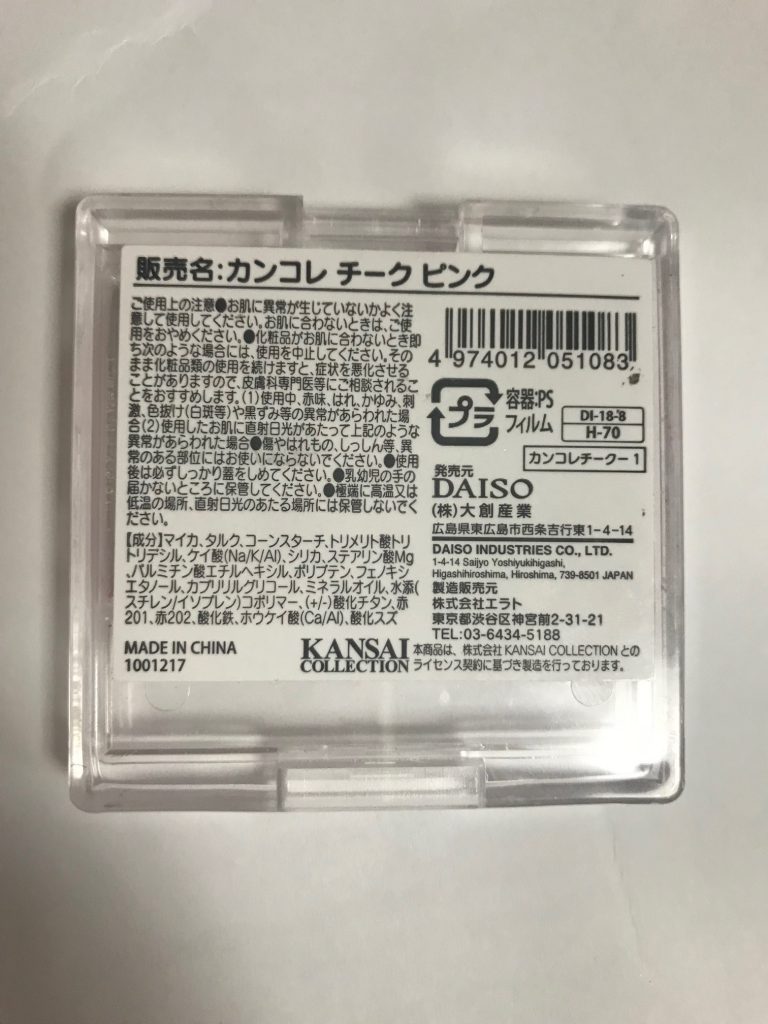 販売名:カンコレ チーク ピンク
ご使用上の注意●お肌に異常が生じていないかよく注
意して使用してください。お肌に合わないときは、ご使
用をおやめください。●化粧品がお肌に合わないとき即
ち次のような場合には、使用を中止してください。その
まま化粧品類の使用を続けますと、症状を悪化させる
ことがありますので、皮膚科専門医等にご相談されるこ
とをおすすめします。(1)使用中、赤味、はれ、かゆみ、刺
激、色抜け(白斑等)や黒ずみ等の異常があらわれた場
合(2)使用したお肌に直射日光があたって上記のような
異常があらわれた場合●傷やはれもの、しっしん等、異
常のある部位にはお使いにならないでください。●使用
後は必ずしっかり蓋をしめてください。●乳幼児の手の
届かないところに保管してください。●極端に高温又は
低温の場所、直射日光のあたる場所には保管しないでく
ださい。
【成分】マイカ、タルク、コーンスターチ、トリメリト酸トリ
トリデシル、ケイ酸(Na/K/Al)、シリカ、ステアリン酸Mg
、パルミチン酸エチルヘキシル、ポリブテン、フェノキシ
エタノール、カプリリルグリコール、ミネラルオイル、水添(
スチレン/イソプレン)コポリマー、(+/-)酸化チタン、赤
201、赤202、酸化鉄、ホウケイ酸(Ca/Al)、酸化スズ
MADE IN CHINA
1001217
4 974012 051083
プラ
容器:PS
フィルム
DI-18-8
H-70
カンコレチークー1
発売元
DAISO
(株)大創産業
広島県東広島市西条吉行東1-4-14
DAISO INDUSTRIES CO., LTD.
1-4-14 Saijyo Yoshiyukihigashi,
Higashihiroshima, Hiroshima, 739-8501 JAPAN
製造販売元
株式会社エラト
東京都渋谷区神宮前2-31-21
TEL:03-6434-5188
KANSAI
COLLECTION
本商品は、株式会社 KANSAI COLLECTION との
ライセンス契約に基づき製造を行っております。